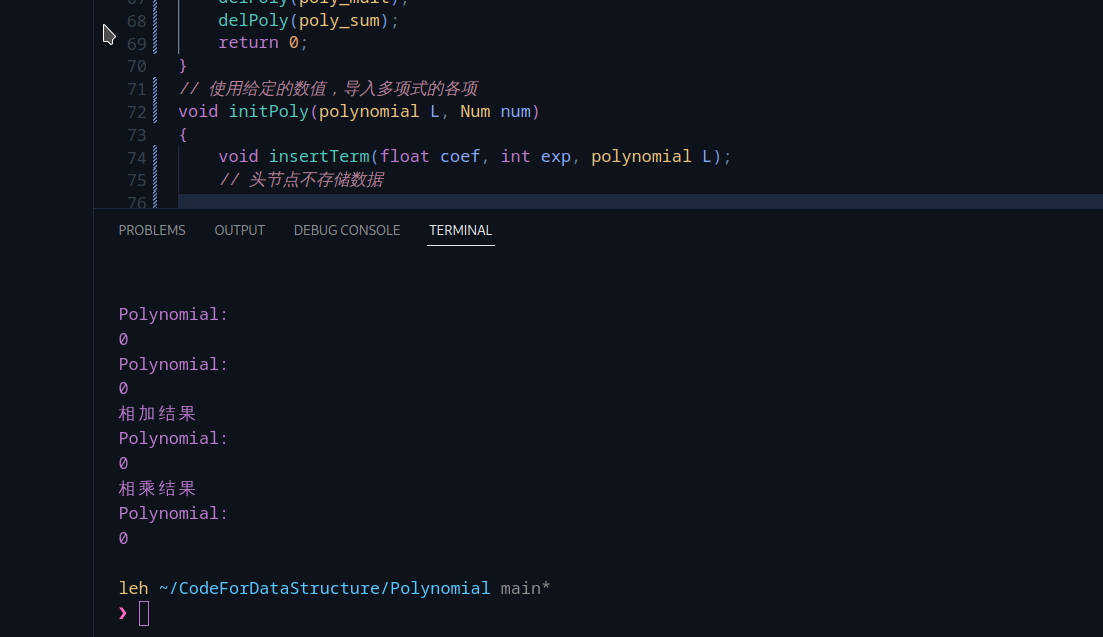 67 delPoly(poly_mult);
68 delPoly(poly_sum);
69 return 0;
70 }
71 // 使用给定的数值，导入多项式的各项
72 void initPoly(polynomial L, Num num)
73 {
74 void insertTerm(float coef, int exp, polynomial L);
75 // 头节点不存储数据
76
PROBLEMS OUTPUT DEBUG CONSOLE TERMINAL
Polynomial:
0
Polynomial:
0
相加结果
Polynomial:
0
相乘结果
Polynomial:
0
leh ~/CodeForDataStructure/Polynomial main*
❯